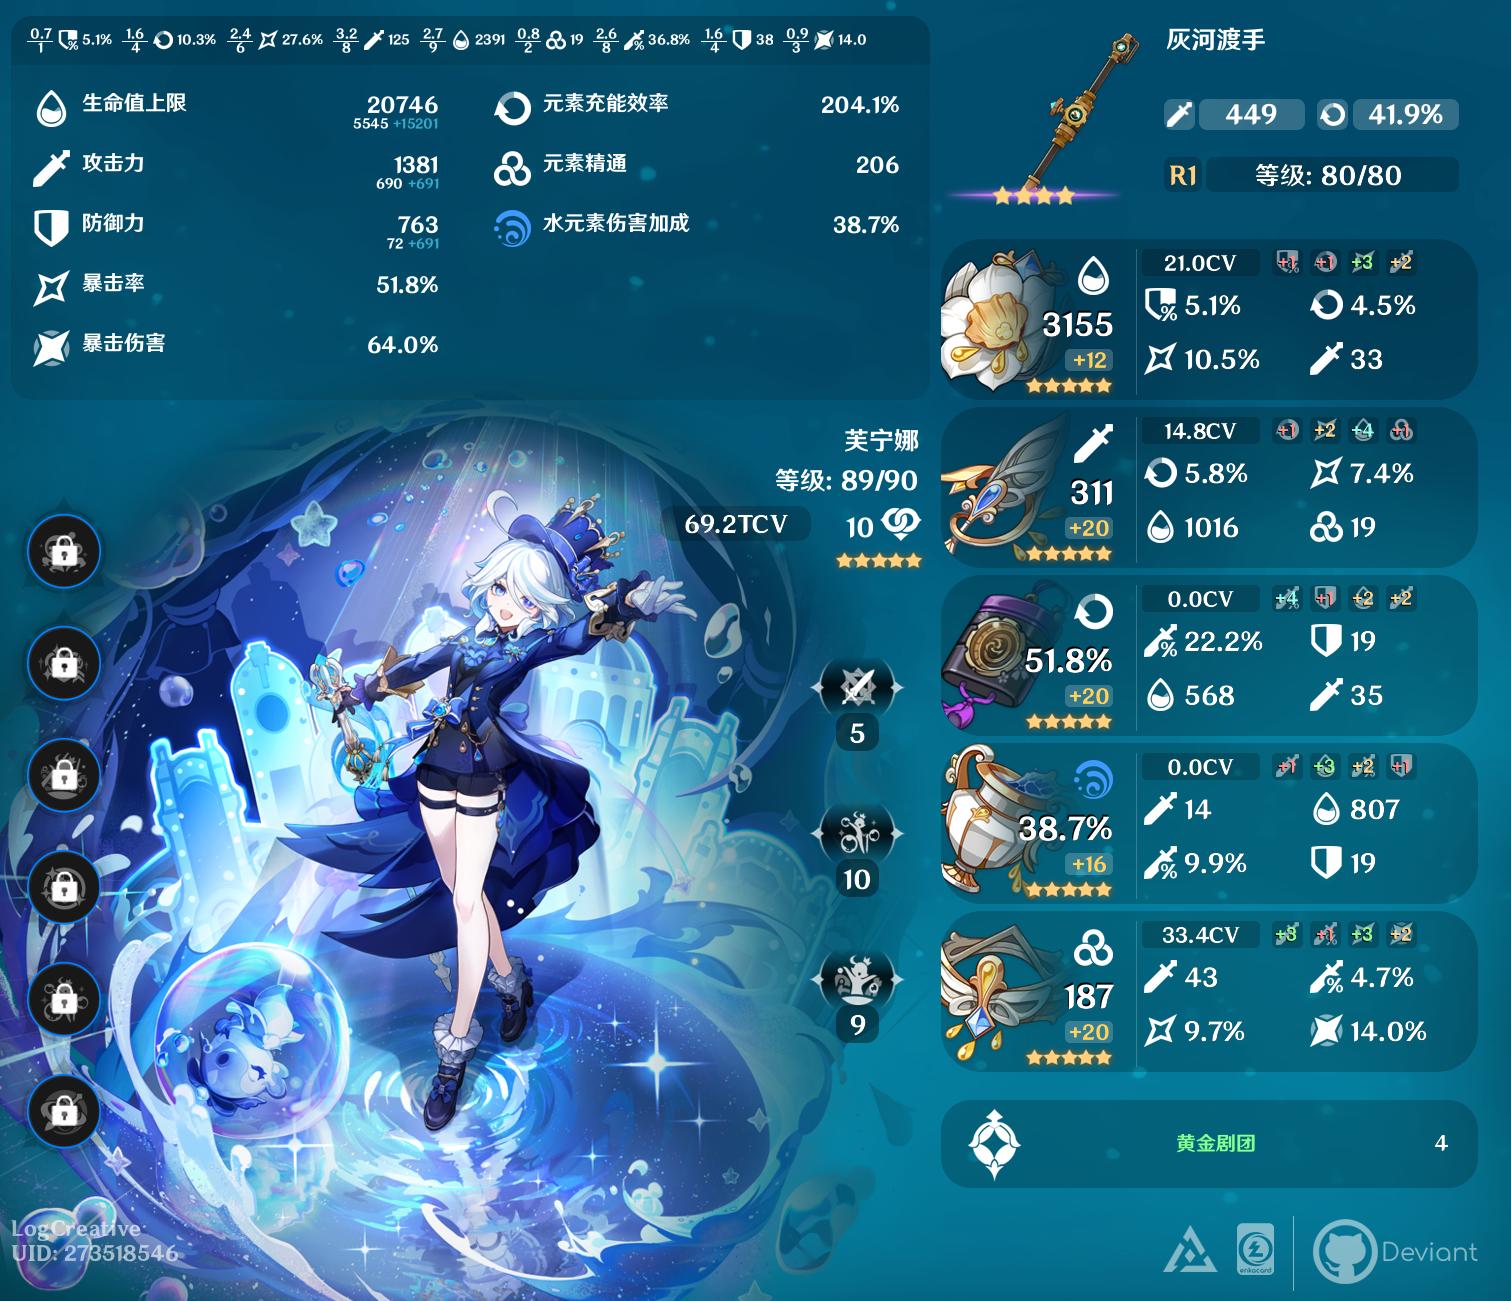 0.7/1 5.1% 1.6/4 10.3% 2.4/6 27.6% 3.2/8 125 2.7/9 2391 0.8/2 19 2.6/8 36.8% 1.6/4 38 0.9/3 14.0
生命值上限 20746
5545 +15201
元素充能效率 204.1%
攻击力 1381
690 +691
元素精通 206
防御力 763
72 +691
水元素伤害加成 38.7%
暴击率 51.8%
暴击伤害 64.0%
芙宁娜
等级: 89/90
69.2TCV 10
5
10
9
LogCreative
UID: 273518546
灰河渡手
449 41.9%
R1 等级: 80/80
21.0CV +1 +1 +3 +2
3155
+12
5.1% 4.5%
10.5% 33
14.8CV +1 +2 +4 +1
311
+20
5.8% 7.4%
1016 19
0.0CV +4 +1 +2 +2
51.8%
+20
22.2% 19
568 35
0.0CV +1 +3 +2 +1
38.7%
+16
14 807
9.9% 19
33.4CV +3 +1 +3 +2
187
+20
43 4.7%
9.7% 14.0%
黄金剧团 4
enkacard
Deviant